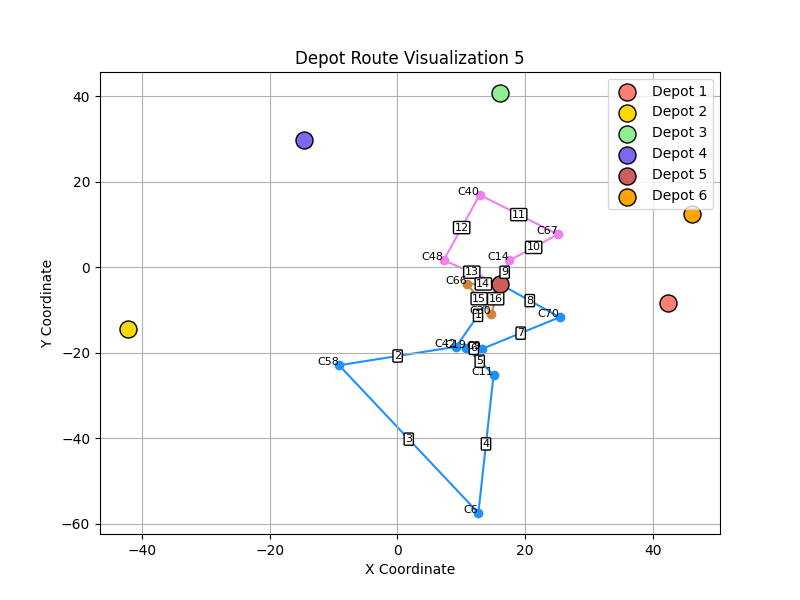 Depot Route Visualization 5
Depot 1
Depot 2
Depot 3
Depot 4
Depot 5
Depot 6
Y Coordinate
40
20
0
−20
−40
−60
−40
−20
0
20
40
X Coordinate
C40
C67
C48
C14
C66
C70
C58
C11
C6
1
2
3
4
5
7
8
9
10
11
12
13
14
15
16